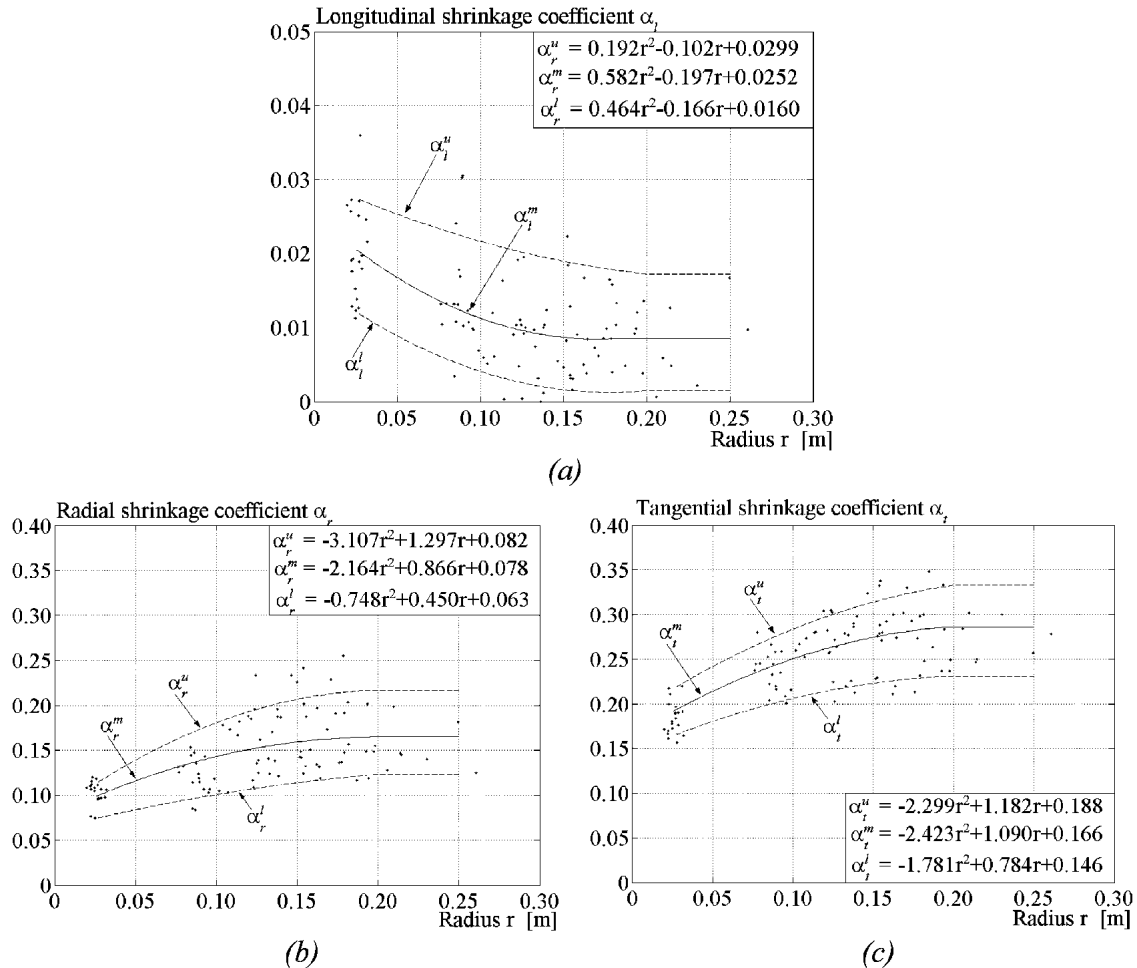 Longitudinal shrinkage coefficient αₗ
0.05
0.04
0.03
0.02
0.01
0
αᵣᵘ = 0.192r²-0.102r+0.0299
αᵣᵐ = 0.582r²-0.197r+0.0252
αᵣˡ = 0.464r²-0.166r+0.0160
αₗᵘ
αₗᵐ
αₗˡ
0 0.05 0.10 0.15 0.20 0.25 0.30
Radius r [m]
(a)
Radial shrinkage coefficient αᵣ
0.40
0.35
0.30
0.25
0.20
0.15
0.10
0.05
0
αᵣᵘ = -3.107r²+1.297r+0.082
αᵣᵐ = -2.164r²+0.866r+0.078
αᵣˡ = -0.748r²+0.450r+0.063
αᵣᵘ
αᵣᵐ
αᵣˡ
0 0.05 0.10 0.15 0.20 0.25 0.30
Radius r [m]
(b)
Tangential shrinkage coefficient αₜ
0.40
0.35
0.30
0.25
0.20
0.15
0.10
0.05
0
αₜᵘ
αₜᵐ
αₜˡ
αₜᵘ = -2.299r²+1.182r+0.188
αₜᵐ = -2.423r²+1.090r+0.166
αₜˡ = -1.781r²+0.784r+0.146
0 0.05 0.10 0.15 0.20 0.25 0.30
Radius r [m]
(c)